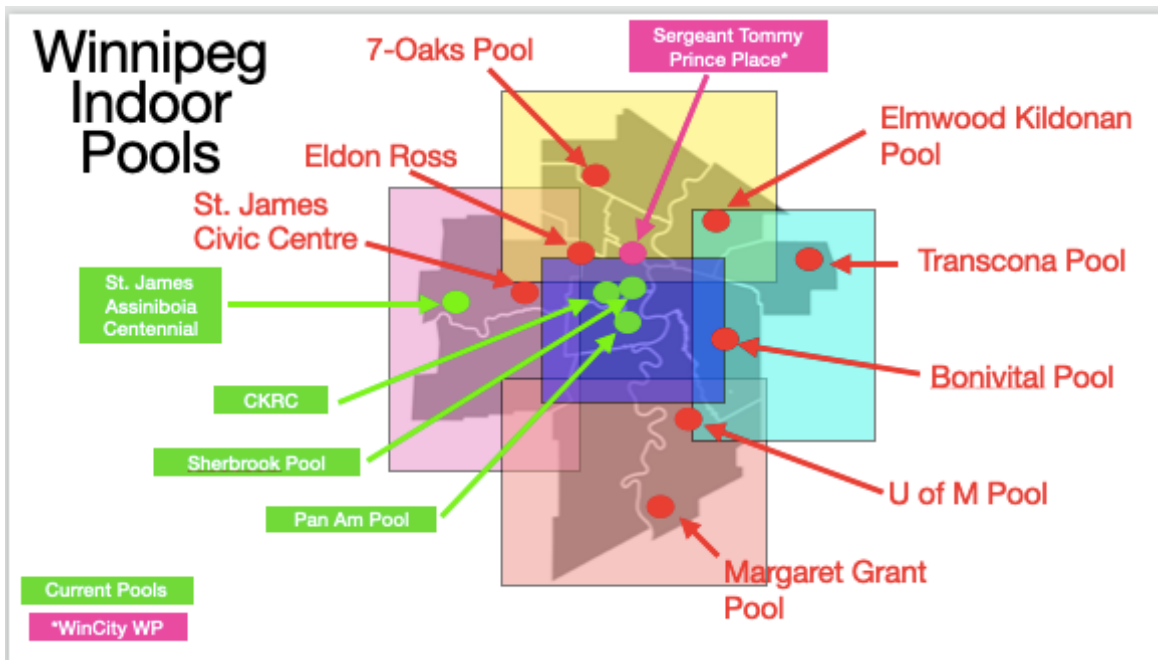 Winnipeg
Indoor
Pools
7-Oaks Pool
Sergeant Tommy
Prince Place*
Elmwood Kildonan
Pool
Eldon Ross
St. James
Civic Centre
Transcona Pool
St. James
Assiniboia
Centennial
Bonivital Pool
CKRC
Sherbrook Pool
U of M Pool
Pan Am Pool
Margaret Grant
Pool
Current Pools
*WinCity WP